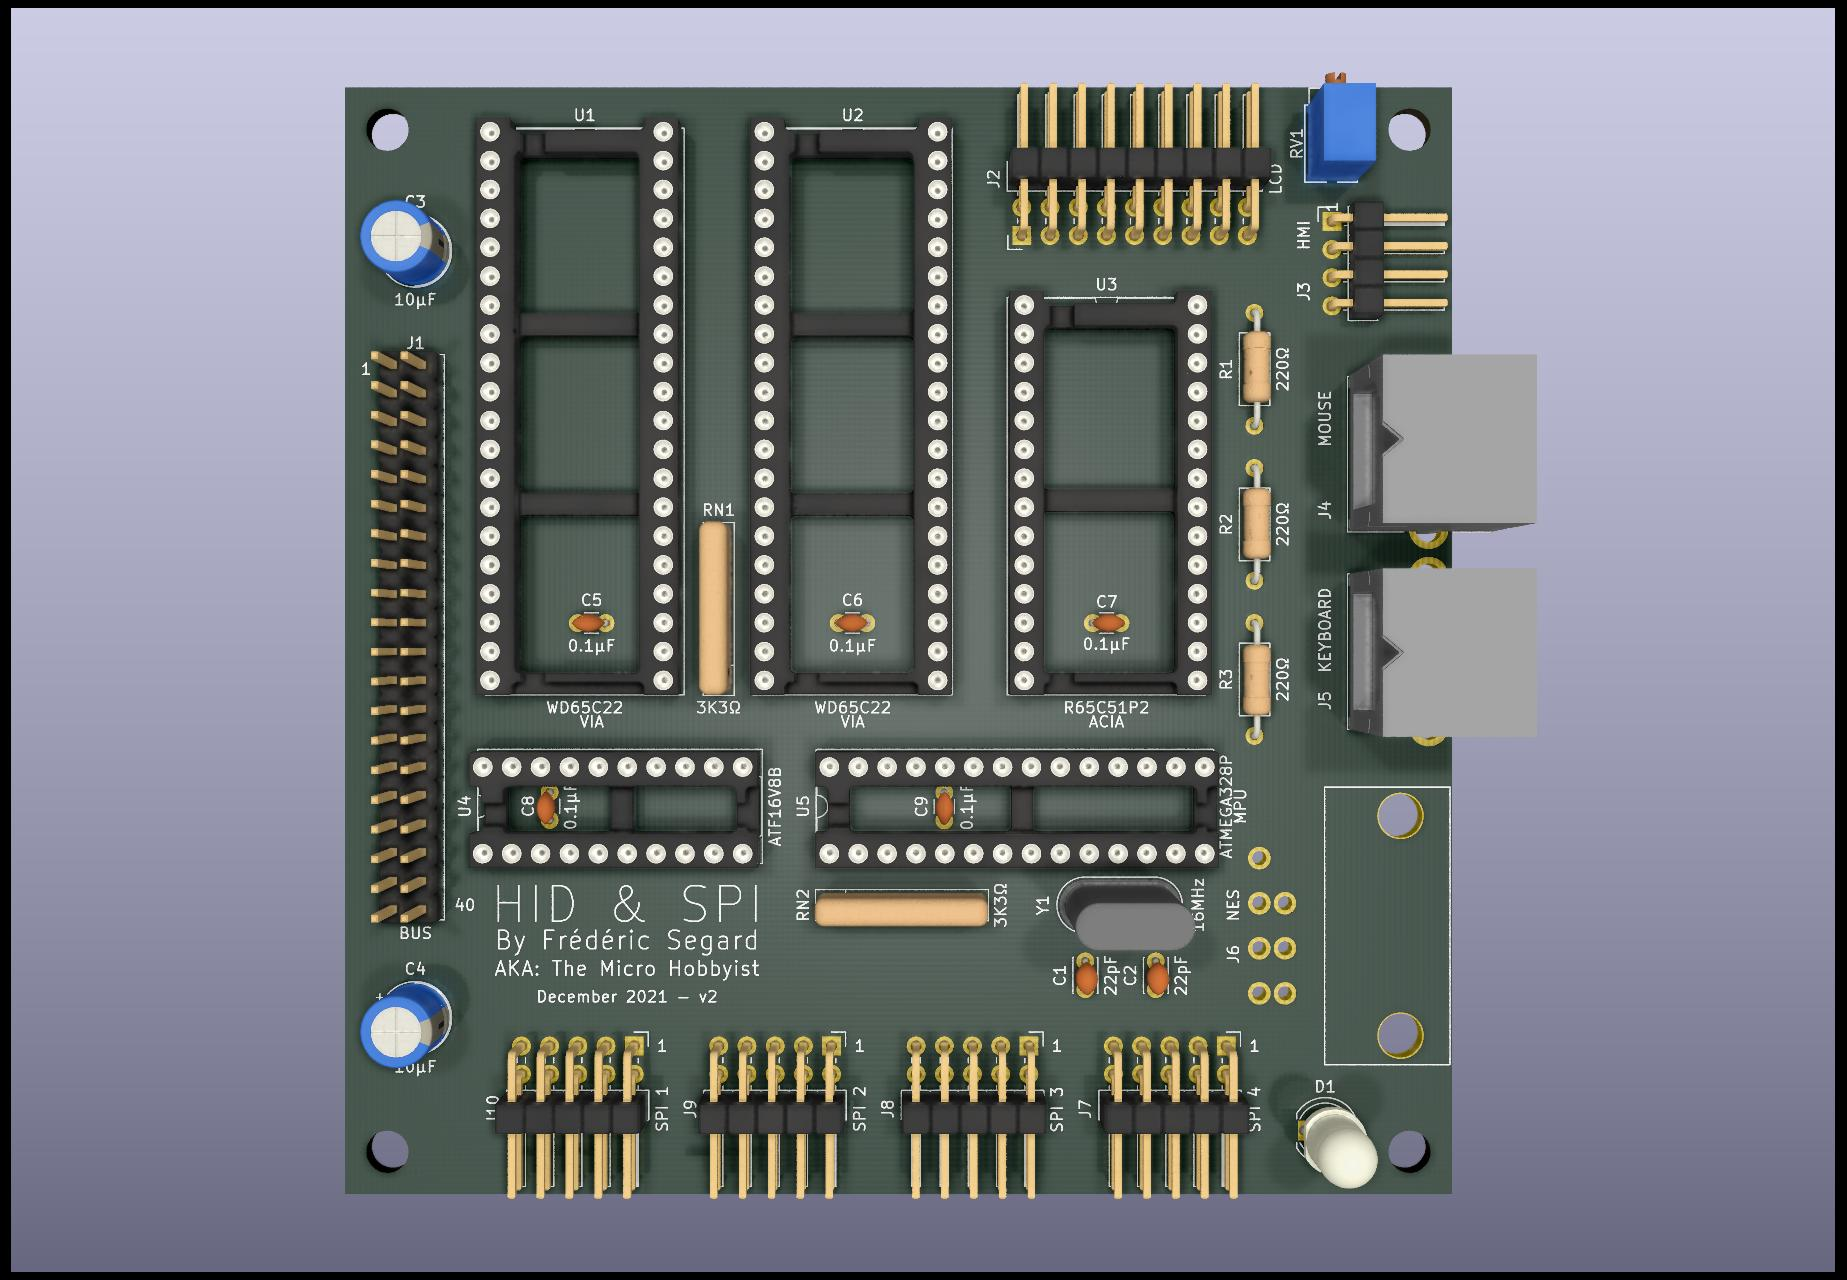 U1
U2
J2
LCD
RV1
C3
10µF
HMI
1
J3
U3
J1
1
R1
220Ω
MOUSE
J4
RN1
R2
220Ω
C5
0.1µF
C6
0.1µF
C7
0.1µF
KEYBOARD
J5
R3
220Ω
WD65C22
VIA
3K3Ω
WD65C22
VIA
R65C51P2
ACIA
U4
C8
0.1µF
ATF16V8B
U5
C9
0.1µF
ATMEGA328P
MPU
40
BUS
HID & SPI
By Frédéric Segard
AKA: The Micro Hobbyist
December 2021 - v2
RN2
3K3Ω
Y1
16MHz
NES
J6
C1
22pF
C2
22pF
C4
+
10µF
1
SPI 1
J10
1
SPI 2
J9
1
SPI 3
J8
1
SPI 4
J7
D1